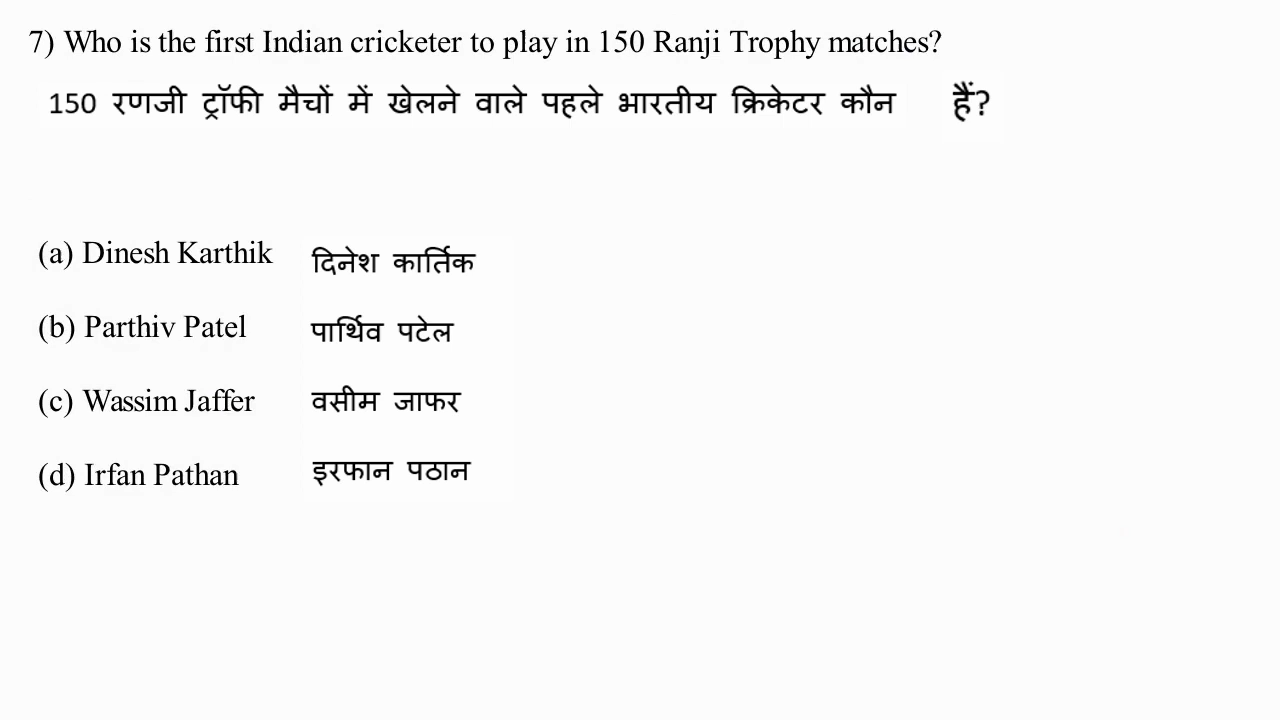 7) Who is the first Indian cricketer to play in 150 Ranji Trophy matches?
150 रणजी ट्रॉफी मैचों में खेलने वाले पहले भारतीय क्रिकेटर कौन हैं?
(a) Dinesh Karthik दिनेश कार्तिक
(b) Parthiv Patel पार्थिव पटेल
(c) Wassim Jaffer वसीम जाफर
(d) Irfan Pathan इरफान पठान